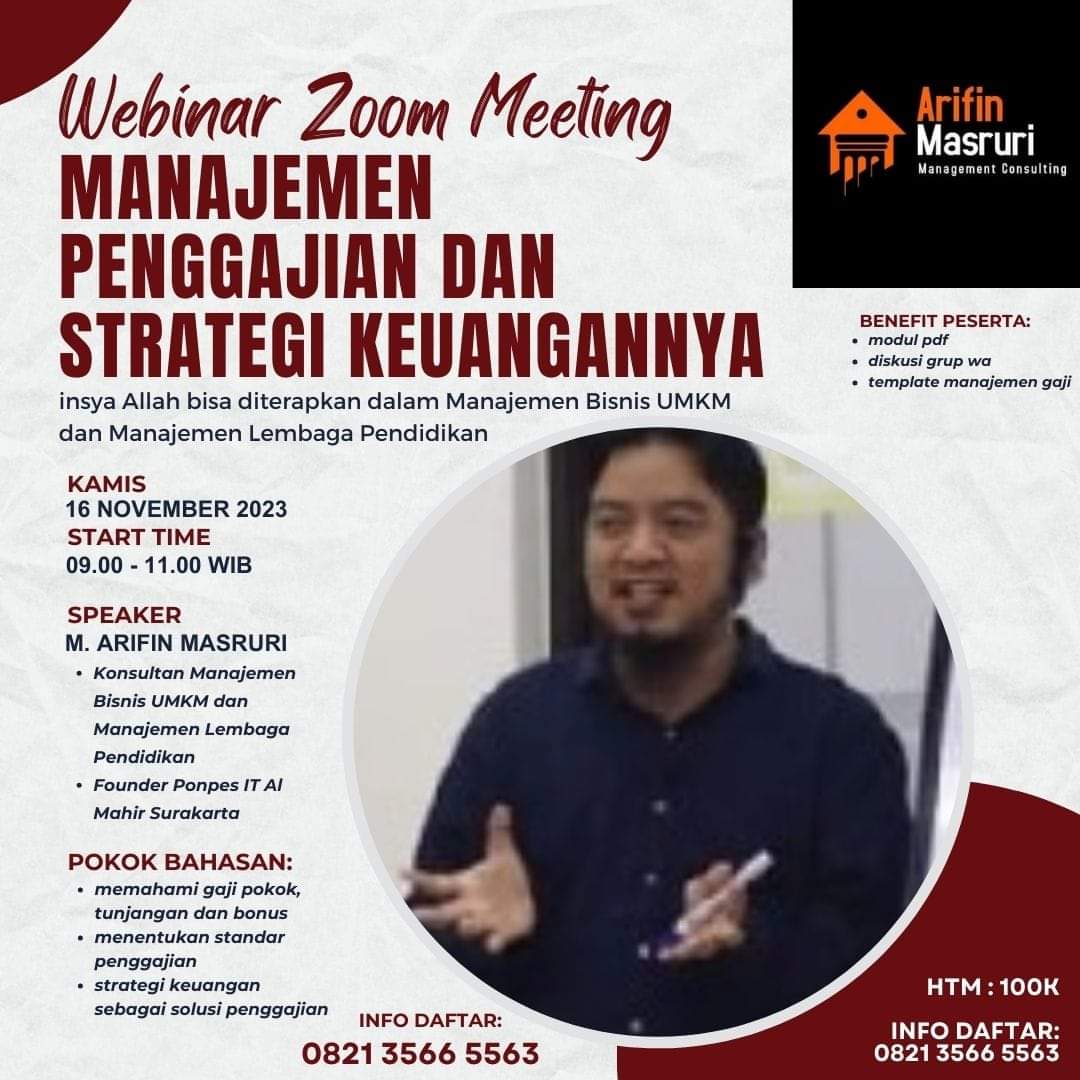 Webinar Zoom Meeting
MANAJEMEN
PENGGAJIAN DAN
STRATEGI KEUANGANNYA
insya Allah bisa diterapkan dalam Manajemen Bisnis UMKM
dan Manajemen Lembaga Pendidikan
Arifin
Masruri
Management Consulting
BENEFIT PESERTA:
• modul pdf
• diskusi grup wa
• template manajemen gaji
KAMIS
16 NOVEMBER 2023
START TIME
09.00 - 11.00 WIB
SPEAKER
M. ARIFIN MASRURI
• Konsultan Manajemen
Bisnis UMKM dan
Manajemen Lembaga
Pendidikan
• Founder Ponpes IT Al
Mahir Surakarta
POKOK BAHASAN:
• memahami gaji pokok,
tunjangan dan bonus
• menentukan standar
penggajian
• strategi keuangan
sebagai solusi penggajian
INFO DAFTAR:
0821 3566 5563
HTM : 100K
INFO DAFTAR:
0821 3566 5563